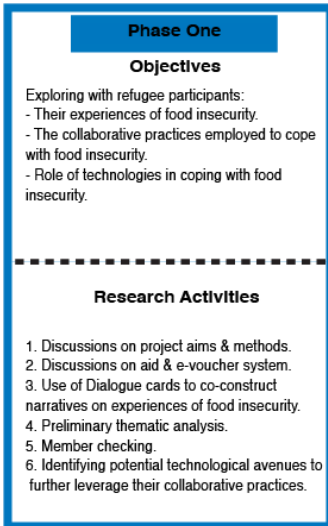 Phase One
Objectives
Exploring with refugee participants:
- Their experiences of food insecurity.
- The collaborative practices employed to cope
with food insecurity.
- Role of technologies in coping with food
insecurity.
Research Activities
1. Discussions on project aims & methods.
2. Discussions on aid & e-voucher system.
3. Use of Dialogue cards to co-construct
narratives on experiences of food insecurity.
4. Preliminary thematic analysis.
5. Member checking.
6. Identifying potential technological avenues to
further leverage their collaborative practices.